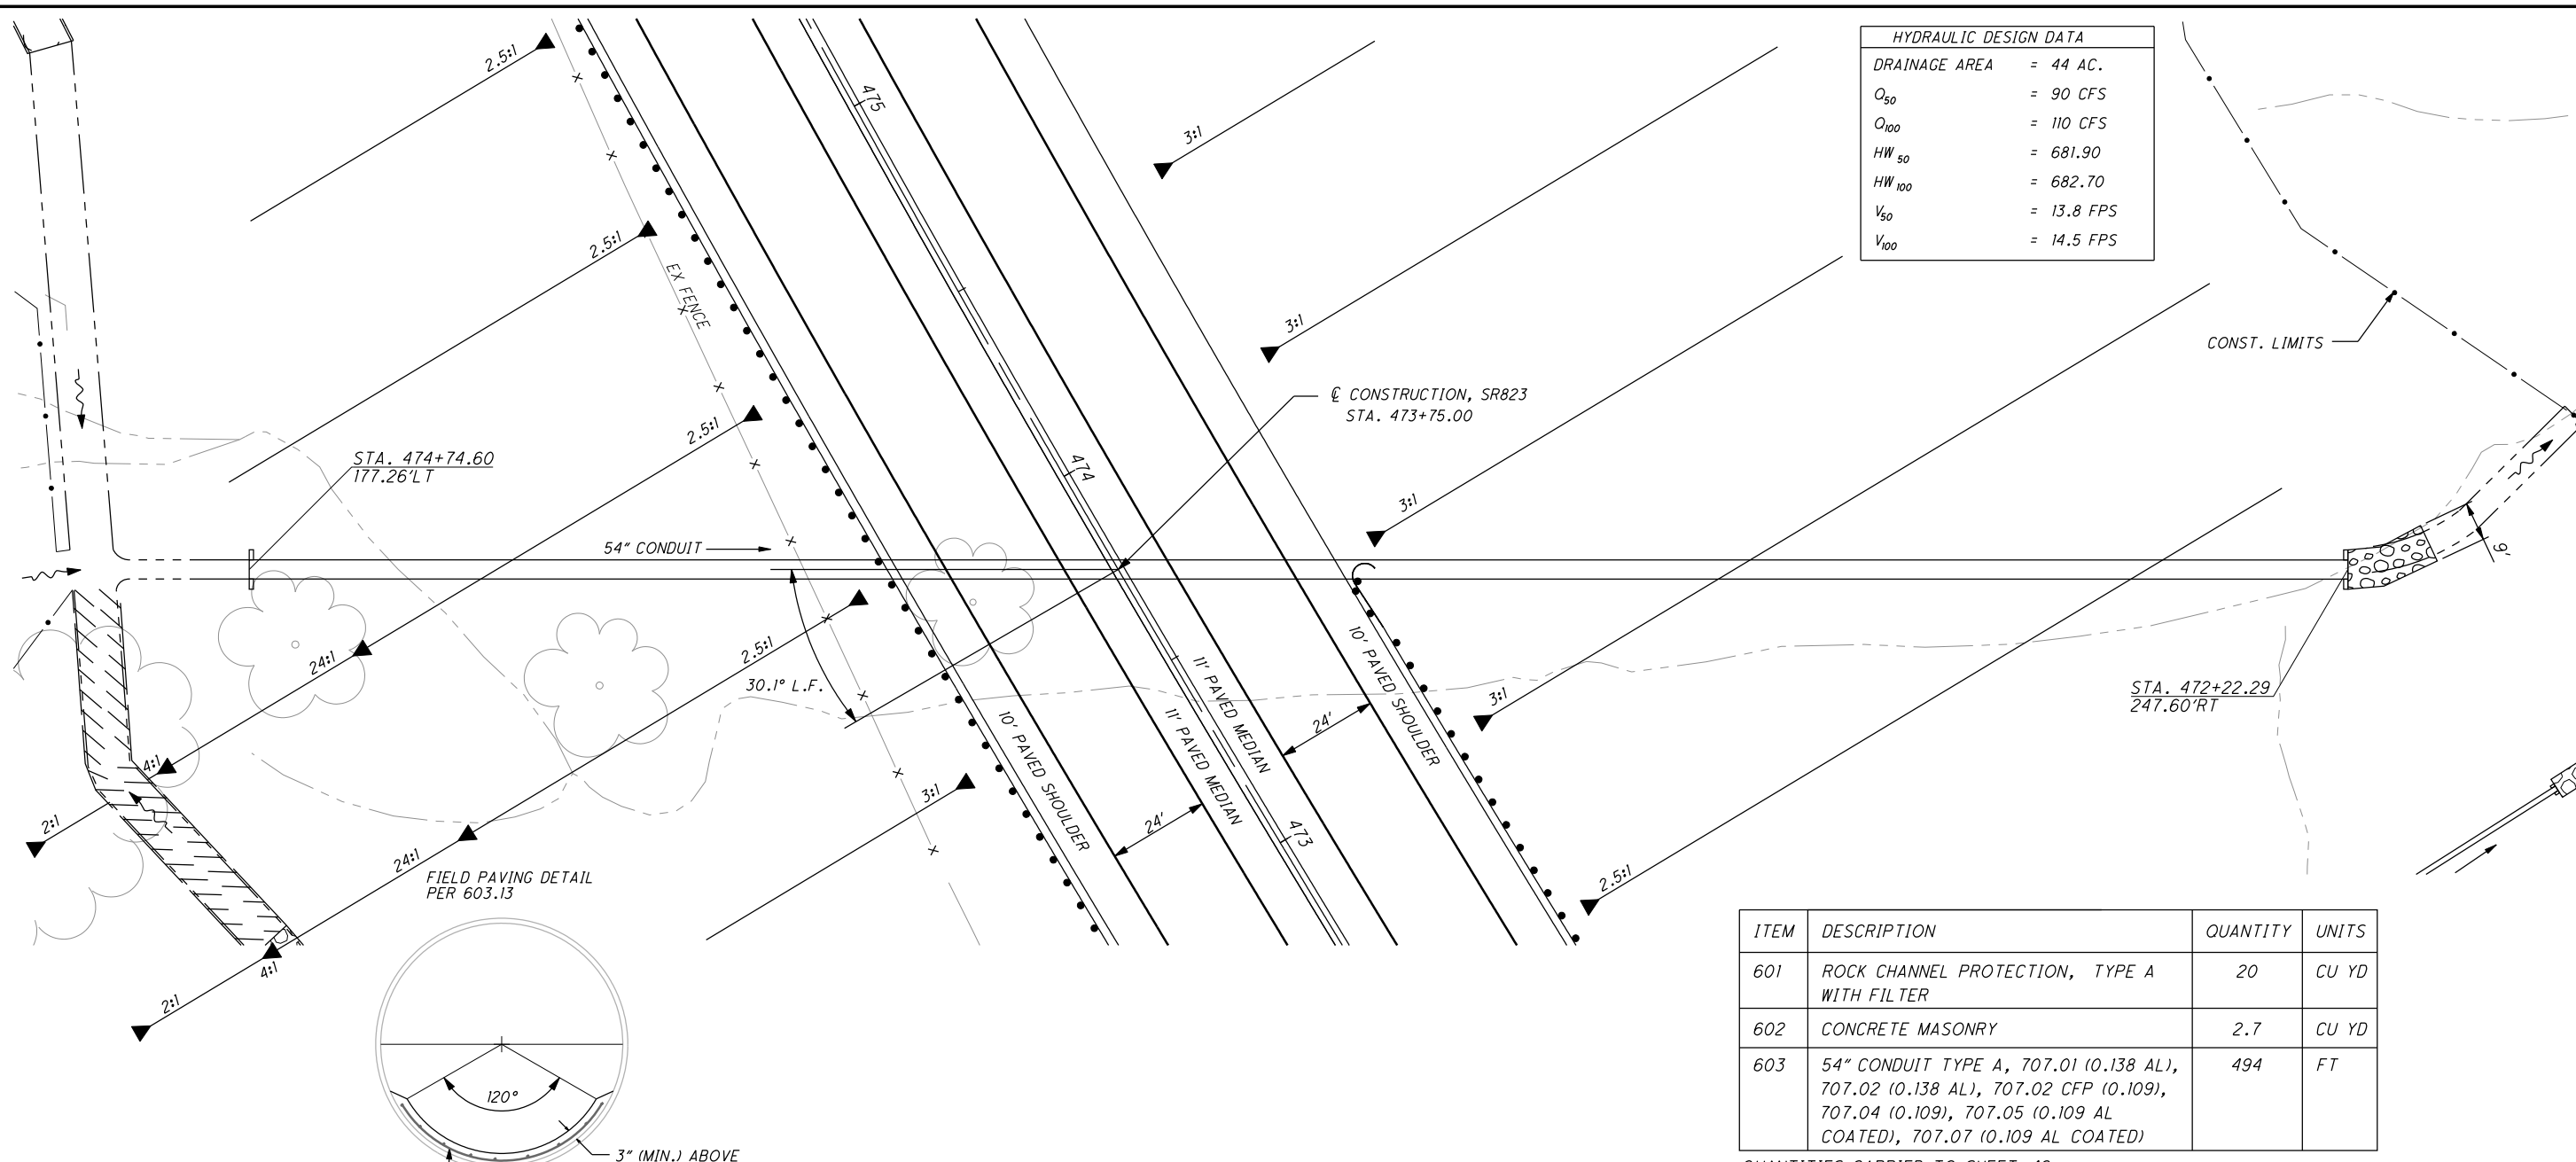 HYDRAULIC DESIGN DATA
DRAINAGE AREA = 44 AC.
Q50 = 90 CFS
Q100 = 110 CFS
HW 50 = 681.90
HW 100 = 682.70
V50 = 13.8 FPS
V100 = 14.5 FPS
2.5:1
2.5:1
2.5:1
2.5:1
3:1
3:1
3:1
3:1
3:1
2.5:1
24:1
24:1
4:1
4:1
2:1
2:1
475
474
473
EX FENCE
CONST. LIMITS
℄ CONSTRUCTION, SR823
STA. 473+75.00
STA. 474+74.60
177.26'LT
54" CONDUIT
30.1° L.F.
10' PAVED SHOULDER
11' PAVED MEDIAN
11' PAVED MEDIAN
10' PAVED SHOULDER
24'
24'
9'
STA. 472+22.29
247.60'RT
FIELD PAVING DETAIL
PER 603.13
120°
3" (MIN.) ABOVE
ITEM DESCRIPTION QUANTITY UNITS
601 ROCK CHANNEL PROTECTION, TYPE A 20 CU YD
WITH FILTER
602 CONCRETE MASONRY 2.7 CU YD
603 54" CONDUIT TYPE A, 707.01 (0.138 AL), 494 FT
707.02 (0.138 AL), 707.02 CFP (0.109),
707.04 (0.109), 707.05 (0.109 AL
COATED), 707.07 (0.109 AL COATED)